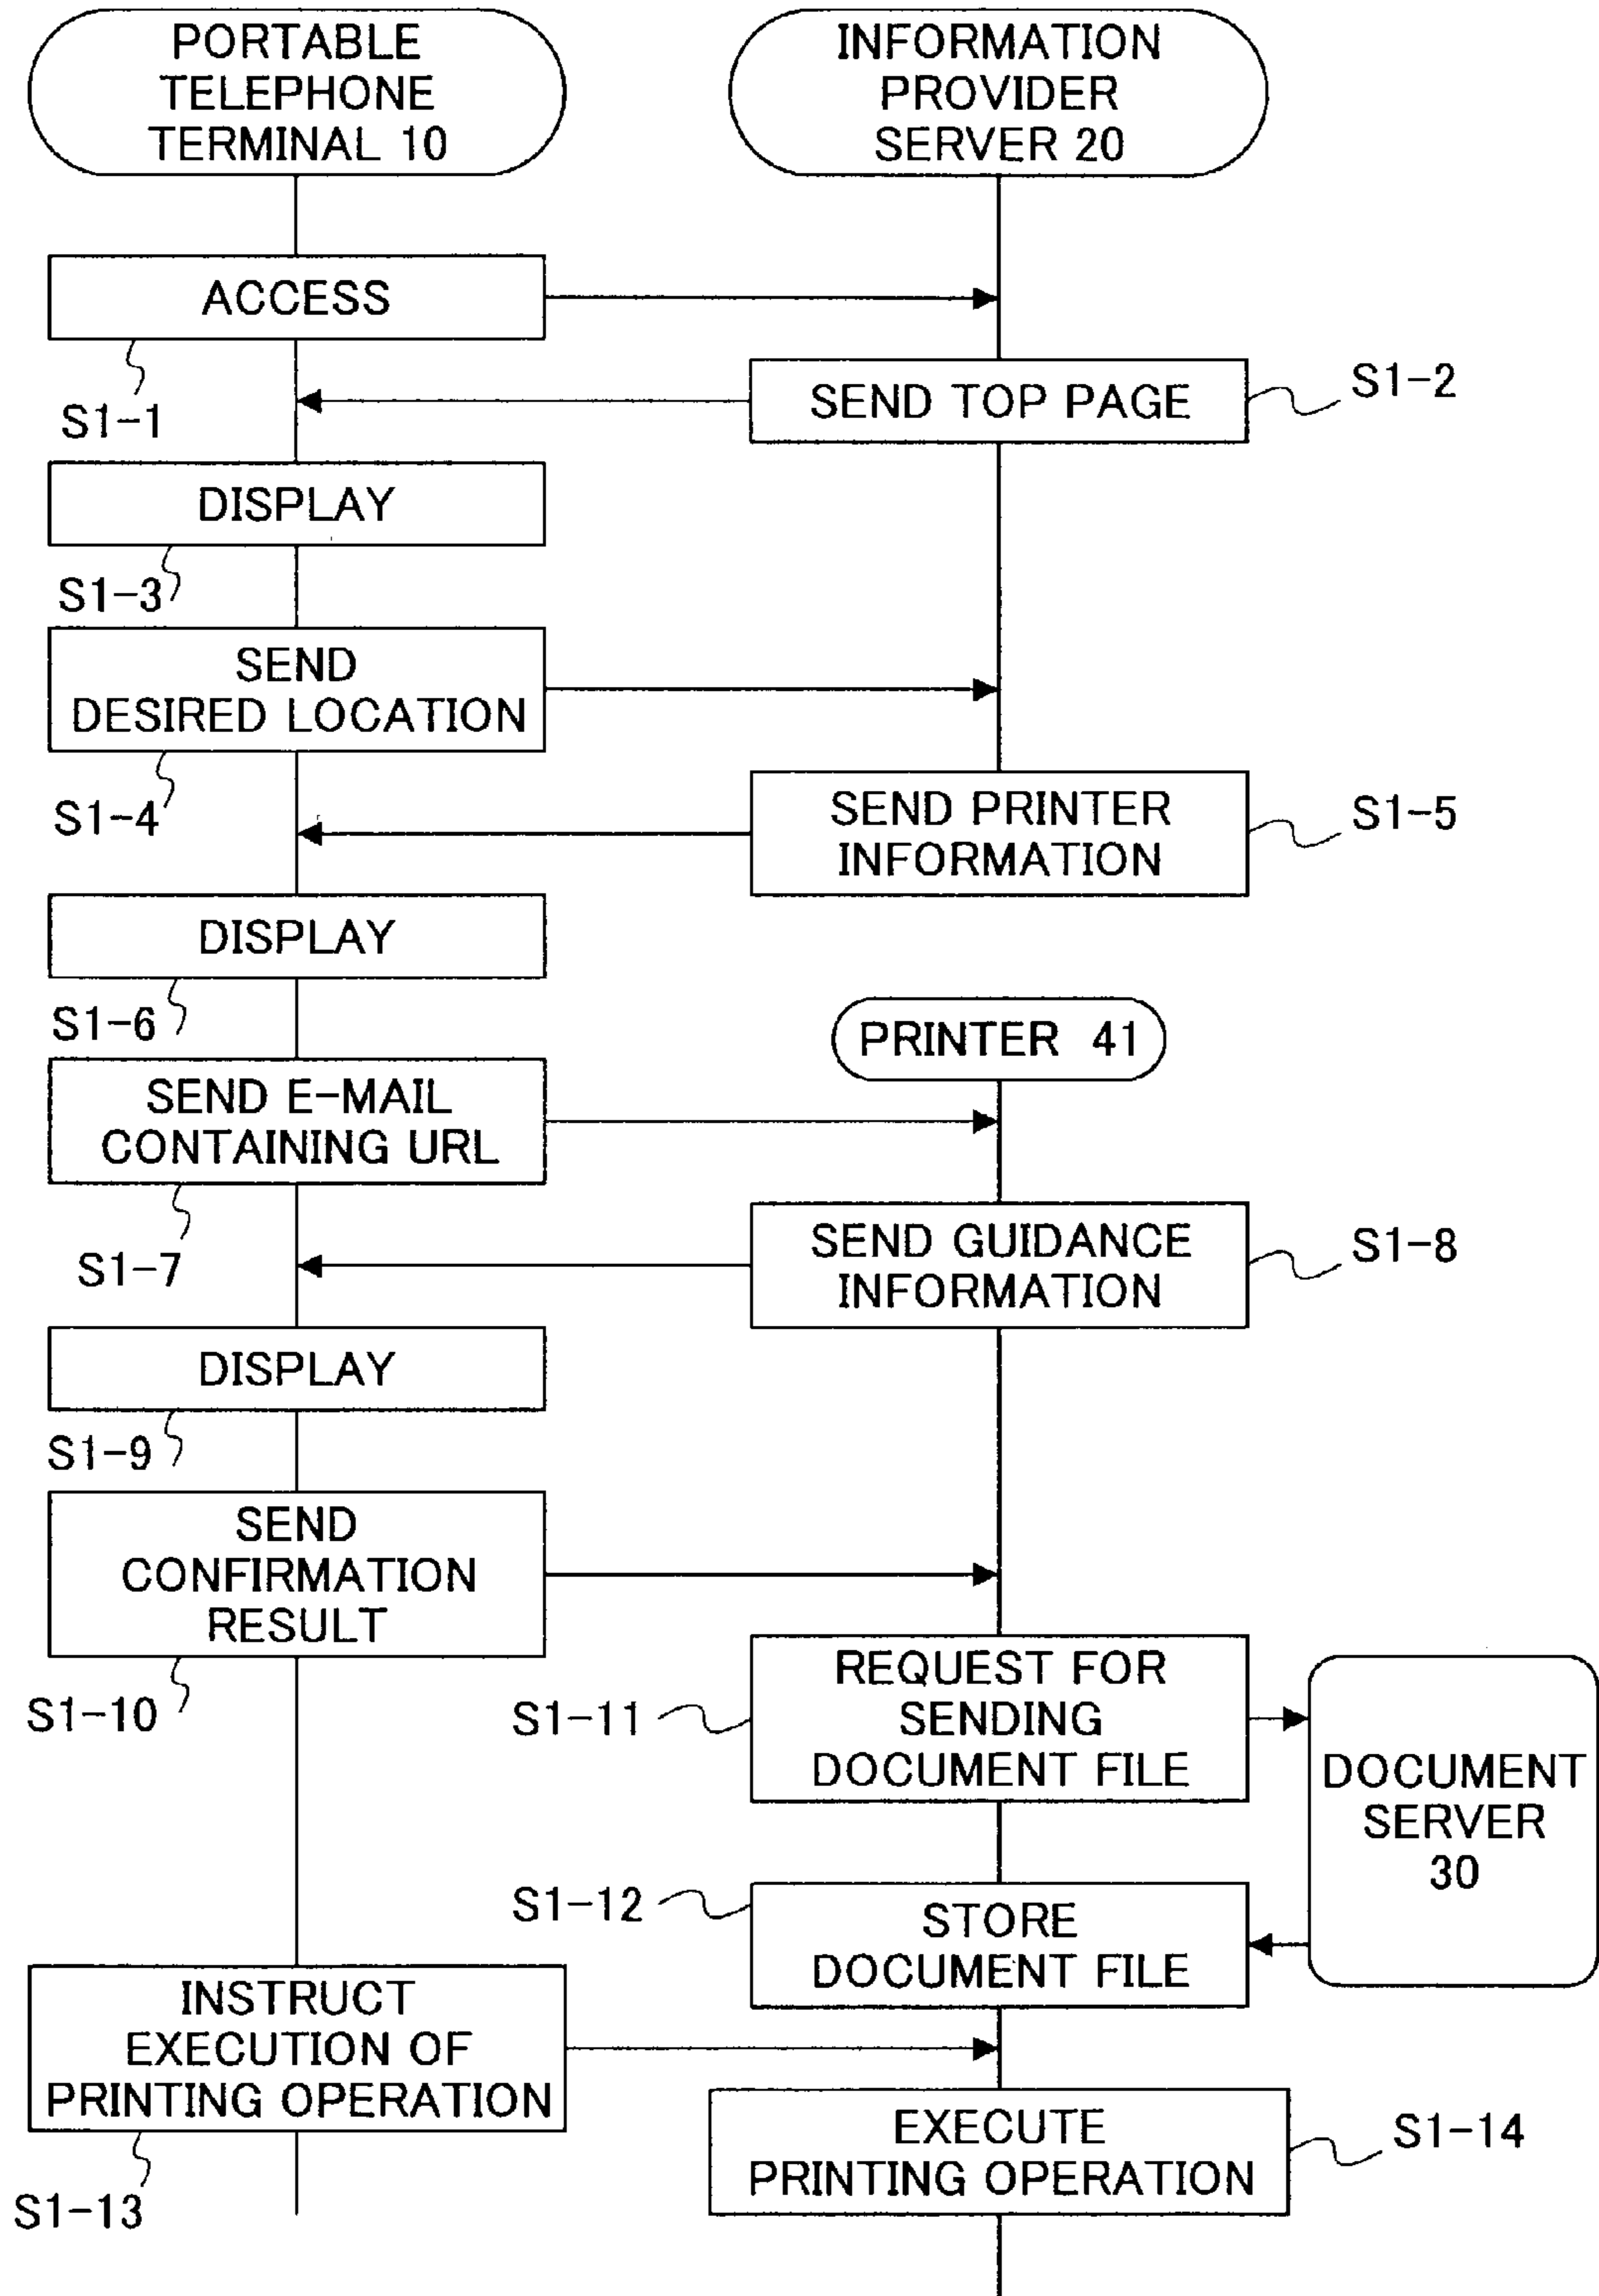 PORTABLE
TELEPHONE
TERMINAL 10
INFORMATION
PROVIDER
SERVER 20
ACCESS
S1-1
SEND TOP PAGE
S1-2
DISPLAY
S1-3
SEND
DESIRED LOCATION
S1-4
SEND PRINTER
INFORMATION
S1-5
DISPLAY
S1-6
PRINTER 41
SEND E-MAIL
CONTAINING URL
S1-7
SEND GUIDANCE
INFORMATION
S1-8
DISPLAY
S1-9
SEND
CONFIRMATION
RESULT
S1-10
REQUEST FOR
SENDING
DOCUMENT FILE
S1-11
DOCUMENT
SERVER
30
S1-12
STORE
DOCUMENT FILE
INSTRUCT
EXECUTION OF
PRINTING OPERATION
S1-13
EXECUTE
PRINTING OPERATION
S1-14